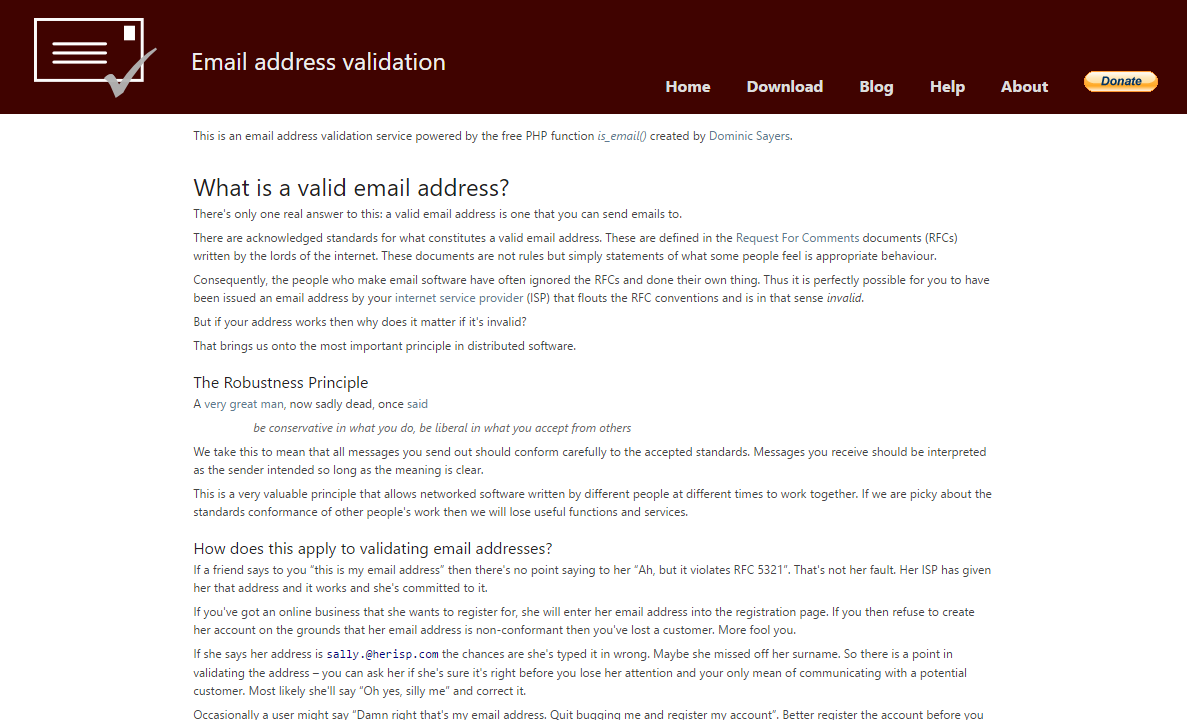 Email address validation
Home Download Blog Help About Donate
This is an email address validation service powered by the free PHP function is_email() created by Dominic Sayers.
What is a valid email address?
There's only one real answer to this: a valid email address is one that you can send emails to.
There are acknowledged standards for what constitutes a valid email address. These are defined in the Request For Comments documents (RFCs)
written by the lords of the internet. These documents are not rules but simply statements of what some people feel is appropriate behaviour.
Consequently, the people who make email software have often ignored the RFCs and done their own thing. Thus it is perfectly possible for you to have
been issued an email address by your internet service provider (ISP) that flouts the RFC conventions and is in that sense invalid.
But if your address works then why does it matter if it's invalid?
That brings us onto the most important principle in distributed software.
The Robustness Principle
A very great man, now sadly dead, once said
be conservative in what you do, be liberal in what you accept from others
We take this to mean that all messages you send out should conform carefully to the accepted standards. Messages you receive should be interpreted
as the sender intended so long as the meaning is clear.
This is a very valuable principle that allows networked software written by different people at different times to work together. If we are picky about the
standards conformance of other people's work then we will lose useful functions and services.
How does this apply to validating email addresses?
If a friend says to you “this is my email address” then there's no point saying to her “Ah, but it violates RFC 5321”. That's not her fault. Her ISP has given
her that address and it works and she's committed to it.
If you've got an online business that she wants to register for, she will enter her email address into the registration page. If you then refuse to create
her account on the grounds that her email address is non-conformant then you've lost a customer. More fool you.
If she says her address is sally.@herisp.com the chances are she's typed it in wrong. Maybe she missed off her surname. So there is a point in
validating the address – you can ask her if she's sure it's right before you lose her attention and your only mean of communicating with a potential
customer. Most likely she'll say “Oh yes, silly me” and correct it.
Occasionally a user might say “Damn right that's my email address. Quit bugging me and register my account”. Better register the account before you